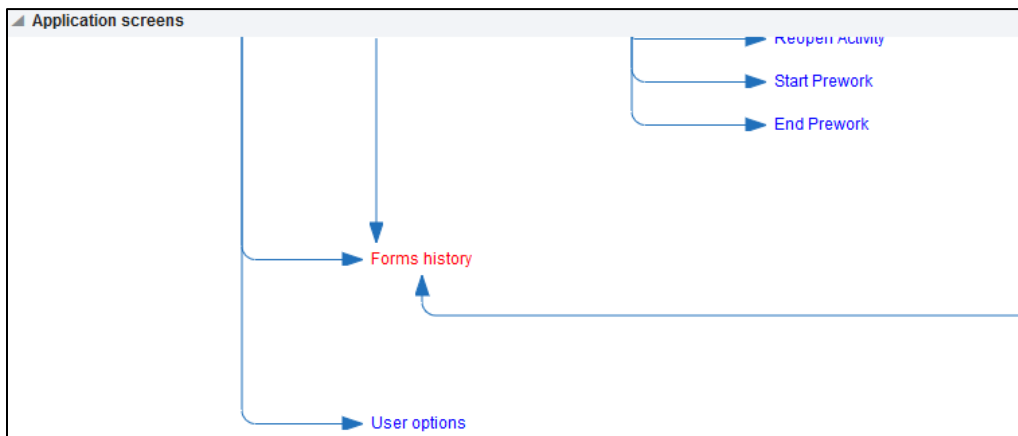 Application screens
Reopen Activity
Start Prework
End Prework
Forms history
User options